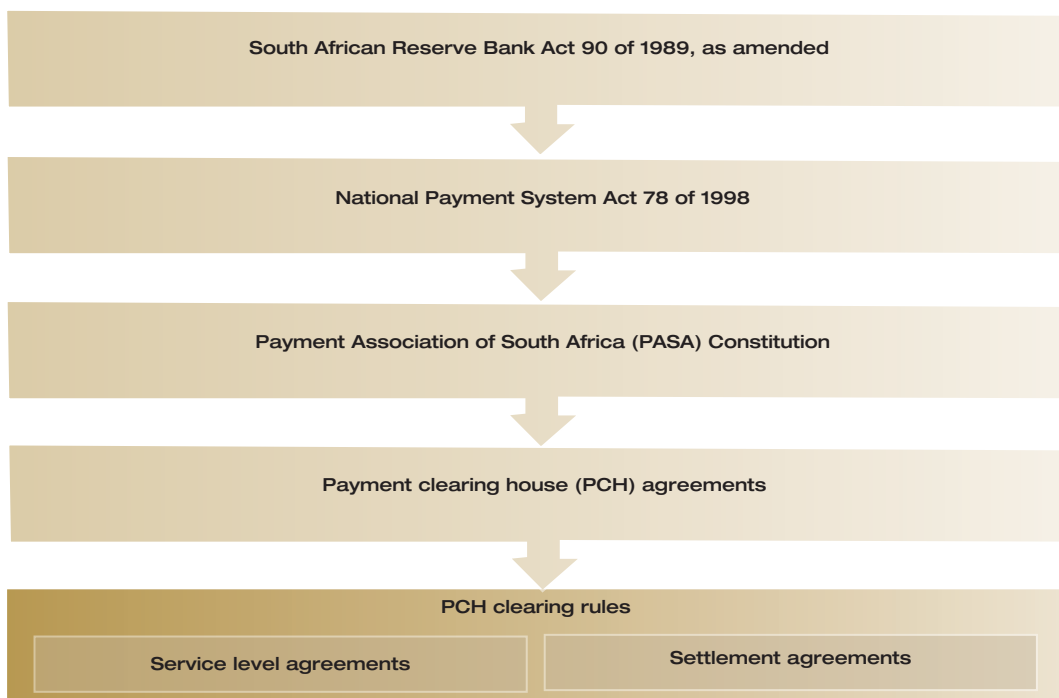 South African Reserve Bank Act 90 of 1989, as amended
National Payment System Act 78 of 1998
Payment Association of South Africa (PASA) Constitution
Payment clearing house (PCH) agreements
PCH clearing rules
Service level agreements
Settlement agreements